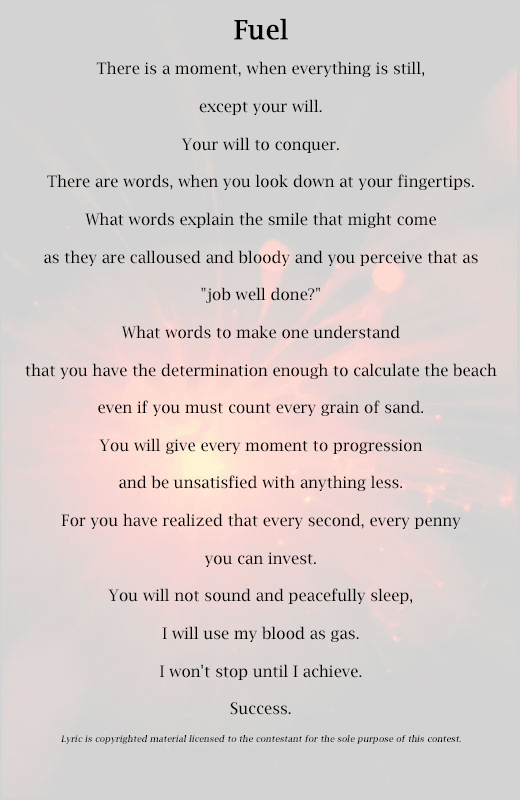 Fuel
There is a moment, when everything is still,
except your will.
Your will to conquer.
There are words, when you look down at your fingertips.
What words explain the smile that might come
as they are calloused and bloody and you perceive that as
"job well done?"
What words to make one understand
that you have the determination enough to calculate the beach
even if you must count every grain of sand.
You will give every moment to progression
and be unsatisfied with anything less.
For you have realized that every second, every penny
you can invest.
You will not sound and peacefully sleep,
I will use my blood as gas.
I won't stop until I achieve.
Success.
Lyric is copyrighted material licensed to the contestant for the sole purpose of this contest.